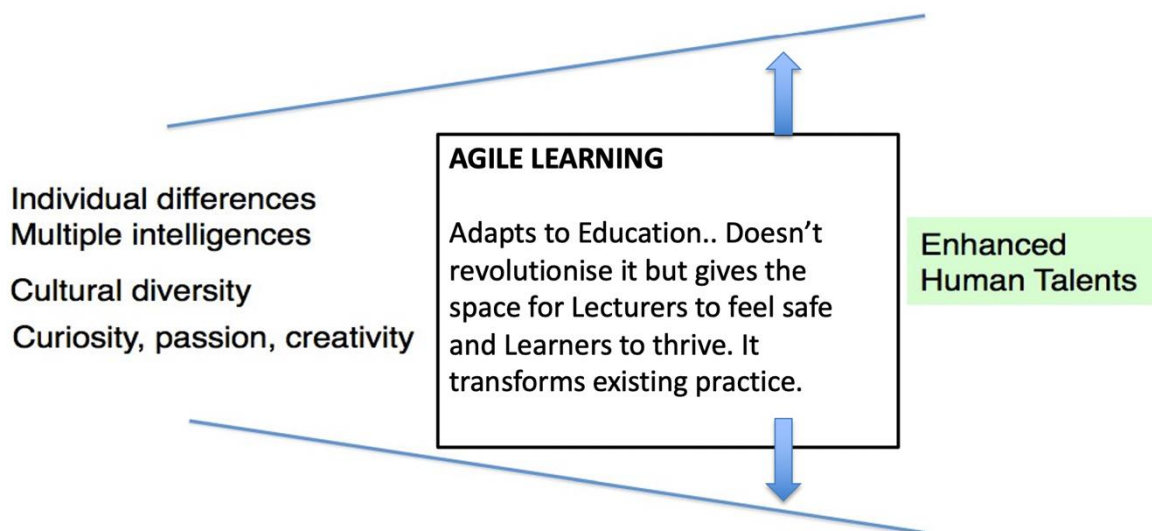 Individual differences
Multiple intelligences
Cultural diversity
Curiosity, passion, creativity
AGILE LEARNING
Adapts to Education.. Doesn’t
revolutionise it but gives the
space for Lecturers to feel safe
and Learners to thrive. It
transforms existing practice.
Enhanced
Human Talents